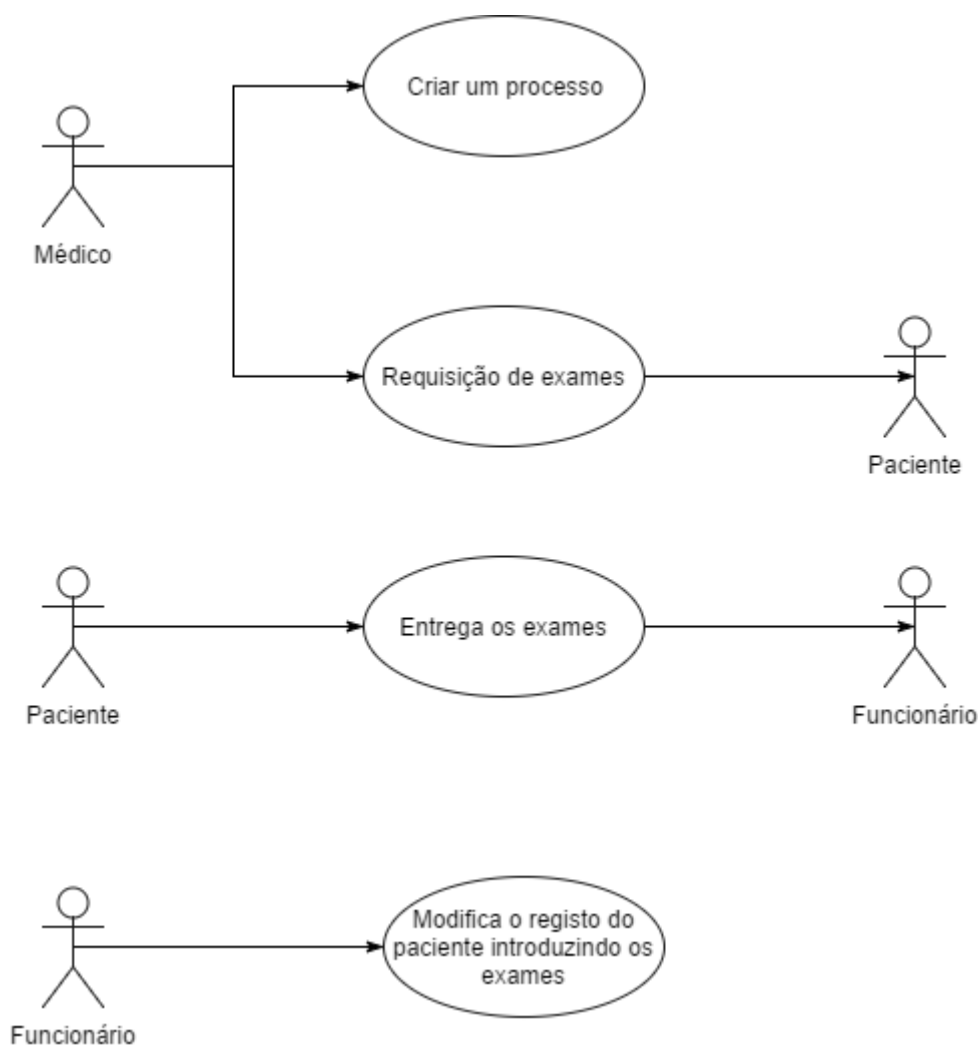 Criar um processo
Médico
Requisição de exames
Paciente
Entrega os exames
Paciente
Funcionário
Modifica o registo do
paciente introduzindo os
exames
Funcionário